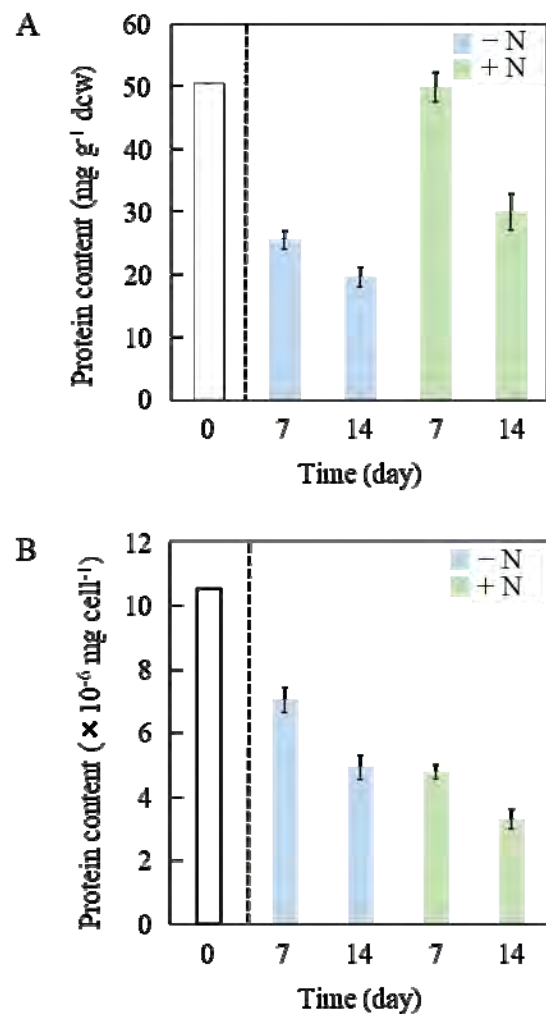 A
Protein content (mg g⁻¹ dcw)
60
50
40
30
20
10
0
− N
+ N
0 7 14 7 14
Time (day)
B
Protein content ( × 10⁻⁶ mg cell⁻¹)
12
10
8
6
4
2
0
− N
+ N
0 7 14 7 14
Time (day)